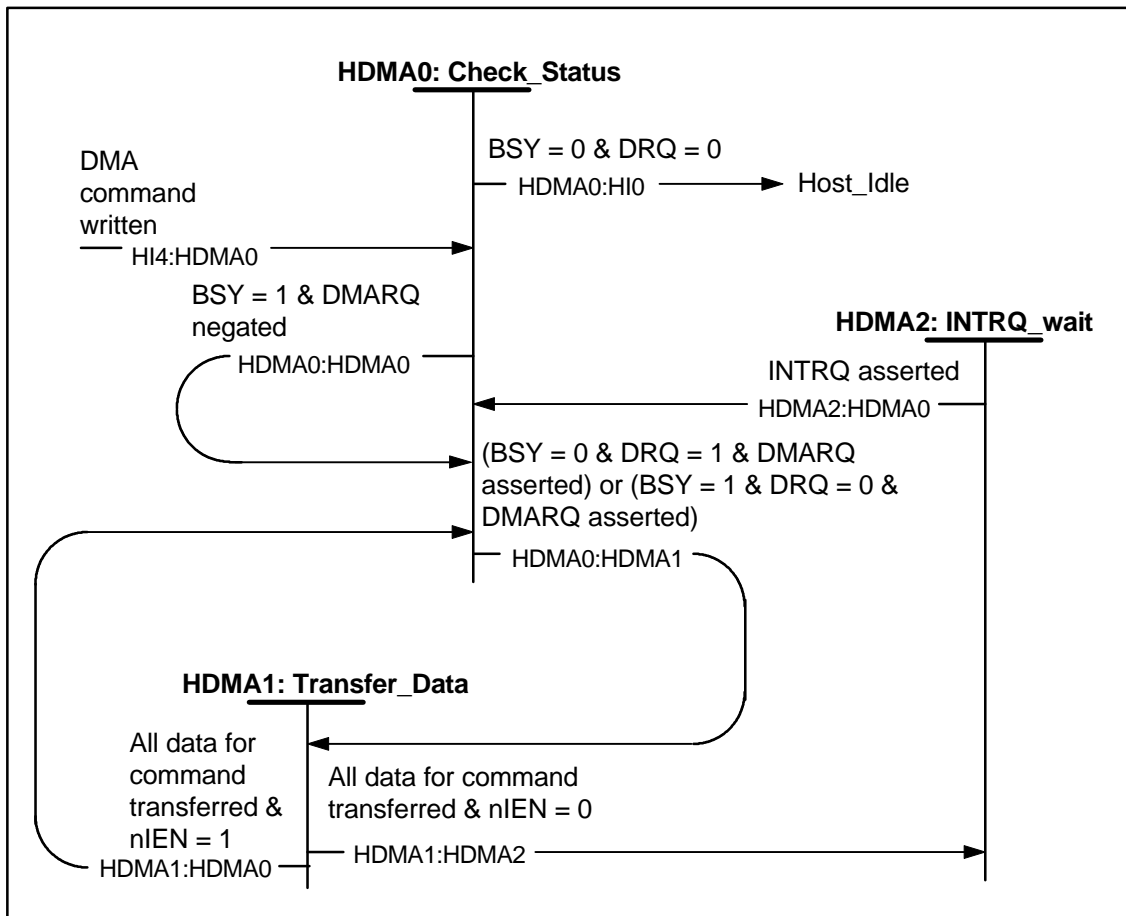 HDMA0: Check_Status
BSY = 0 & DRQ = 0
HDMA0:HI0
Host_Idle
DMA
command
written
HI4:HDMA0
BSY = 1 & DMARQ
negated
HDMA0:HDMA0
HDMA2: INTRQ_wait
INTRQ asserted
HDMA2:HDMA0
(BSY = 0 & DRQ = 1 & DMARQ
asserted) or (BSY = 1 & DRQ = 0 &
DMARQ asserted)
HDMA0:HDMA1
HDMA1: Transfer_Data
All data for
command
transferred &
nIEN = 1
HDMA1:HDMA0
All data for command
transferred & nIEN = 0
HDMA1:HDMA2